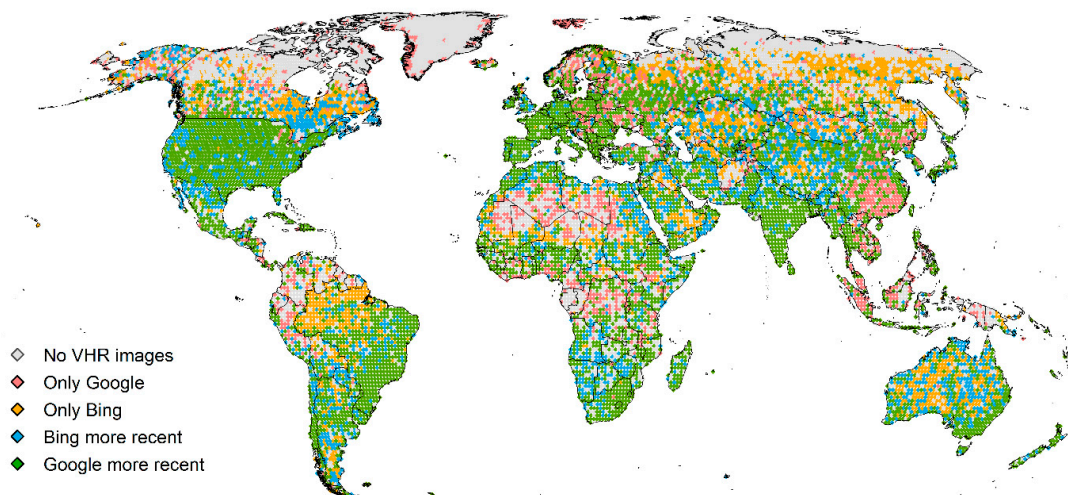 No VHR images
Only Google
Only Bing
Bing more recent
Google more recent